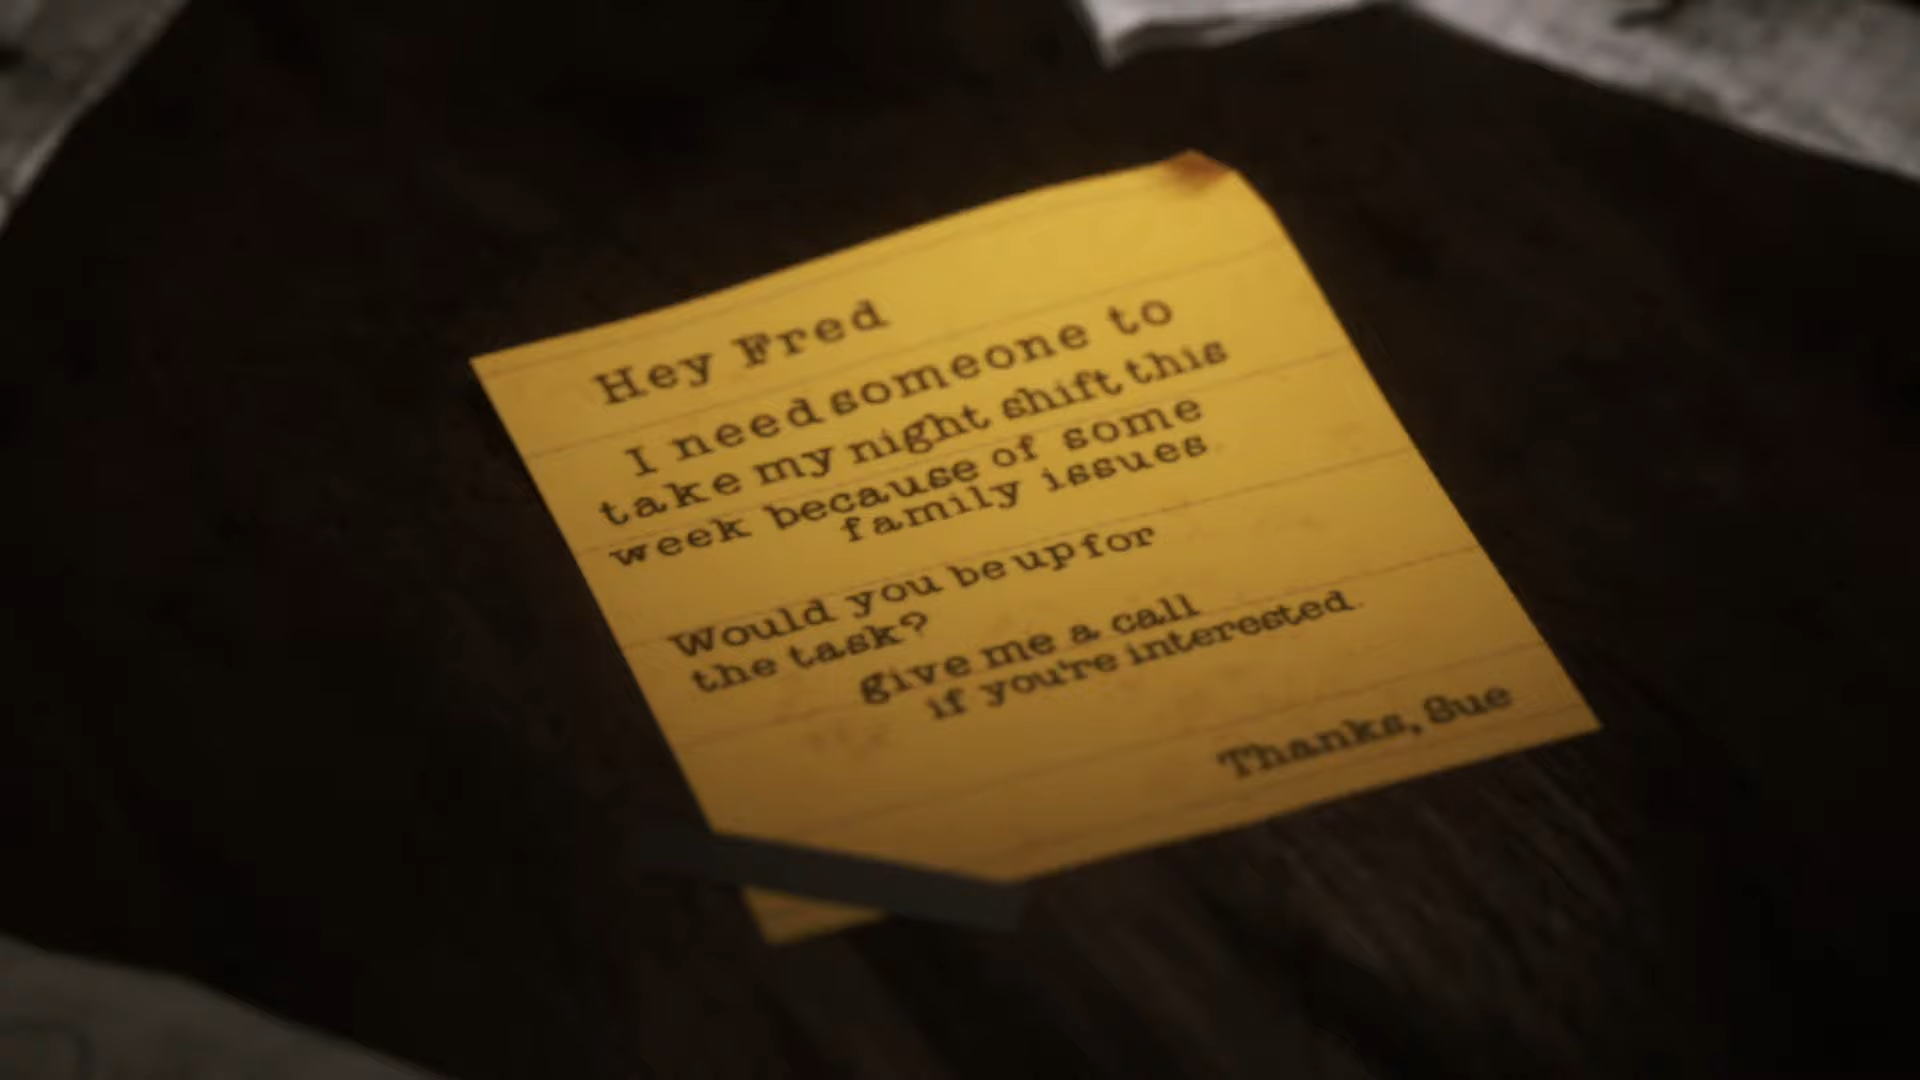 Hey Fred
I need someone to
take my night shift this
week because of some
family issues
Would you be up for
the task?
give me a call
if you're interested.
Thanks, Sue